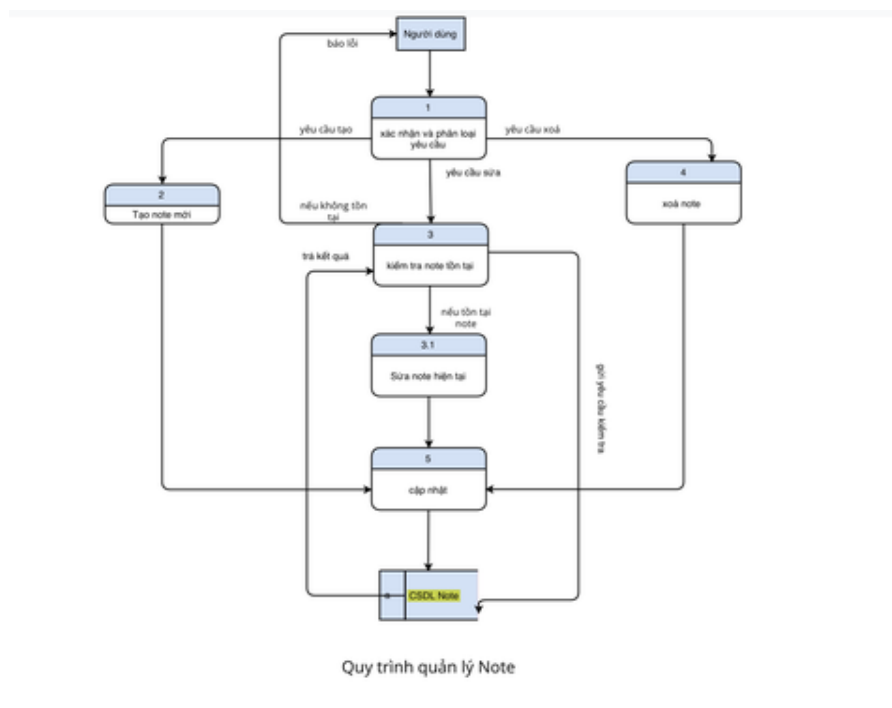 Người dùng
báo lỗi
1
xác nhận và phân loại
yêu cầu
yêu cầu tạo
yêu cầu xoá
yêu cầu sửa
2
Tạo note mới
4
xoá note
nếu không tồn
tại
3
kiểm tra note tồn tại
trả kết quả
nếu tồn tại
note
3.1
Sửa note hiện tại
gửi yêu cầu kiểm tra
5
cập nhật
CSDL Note
Quy trình quản lý Note